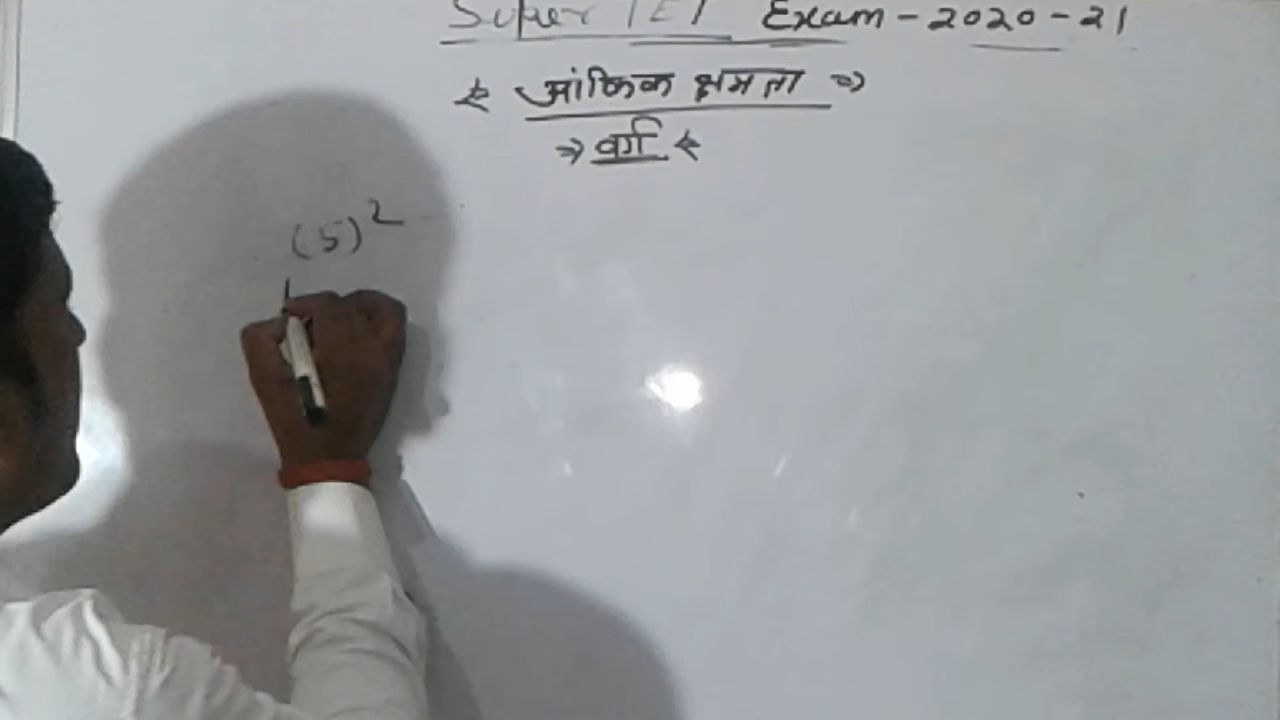 Super TET Exam - 2020 - 21
आंकिक क्षमता
वर्ग
(5)²